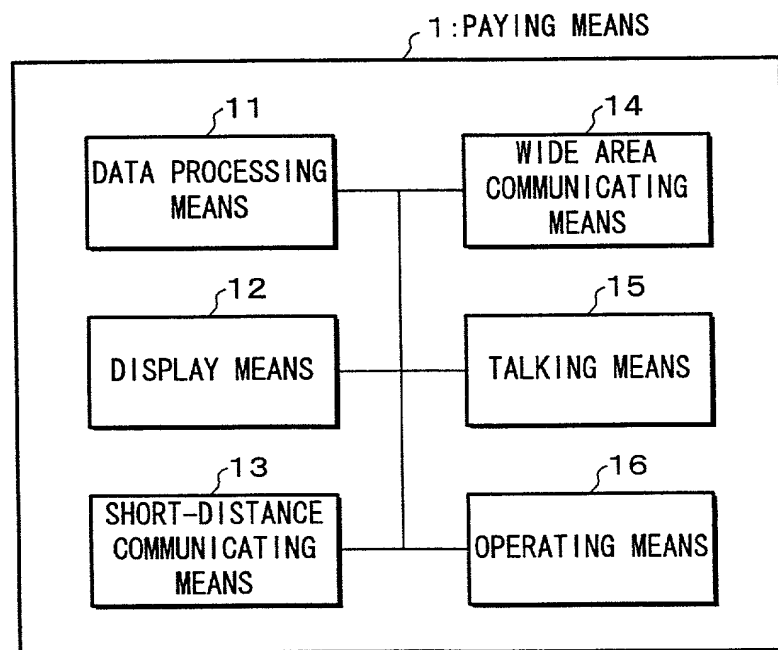 1:PAYING MEANS
11
DATA PROCESSING
MEANS
14
WIDE AREA
COMMUNICATING
MEANS
12
DISPLAY MEANS
15
TALKING MEANS
13
SHORT-DISTANCE
COMMUNICATING
MEANS
16
OPERATING MEANS